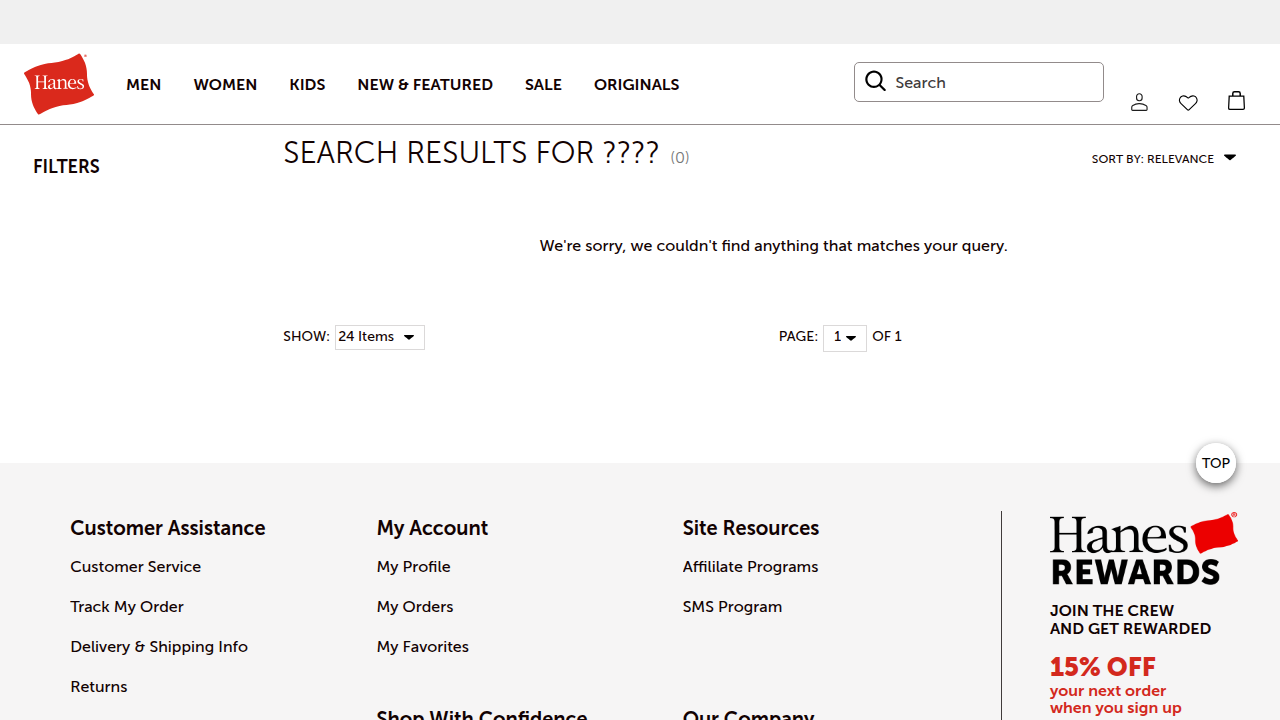 Hanes
MEN WOMEN KIDS NEW & FEATURED SALE ORIGINALS
Search
FILTERS
SEARCH RESULTS FOR ???? (0)
SORT BY: RELEVANCE
We're sorry, we couldn't find anything that matches your query.
SHOW: 24 Items
PAGE: 1 OF 1
TOP
Customer Assistance
Customer Service
Track My Order
Delivery & Shipping Info
Returns
My Account
My Profile
My Orders
My Favorites
Shop With Confidence
Site Resources
Affililate Programs
SMS Program
Our Company
Hanes®
REWARDS
JOIN THE CREW
AND GET REWARDED
15% OFF
your next order
when you sign up